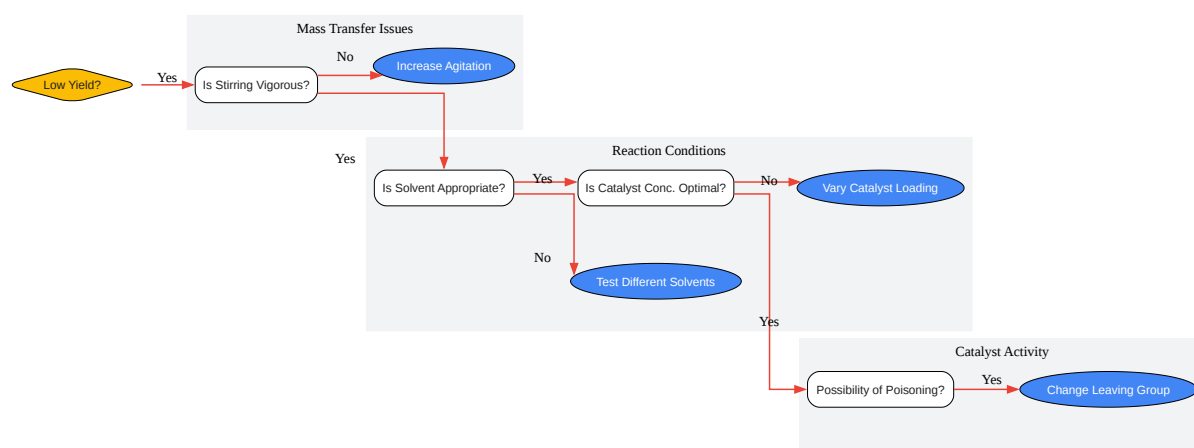 Mass Transfer Issues
Low Yield?
Yes
Is Stirring Vigorous?
No
Increase Agitation
Yes
Reaction Conditions
Is Solvent Appropriate?
Yes
Is Catalyst Conc. Optimal?
No
Vary Catalyst Loading
No
Test Different Solvents
Yes
Catalyst Activity
Possibility of Poisoning?
Yes
Change Leaving Group